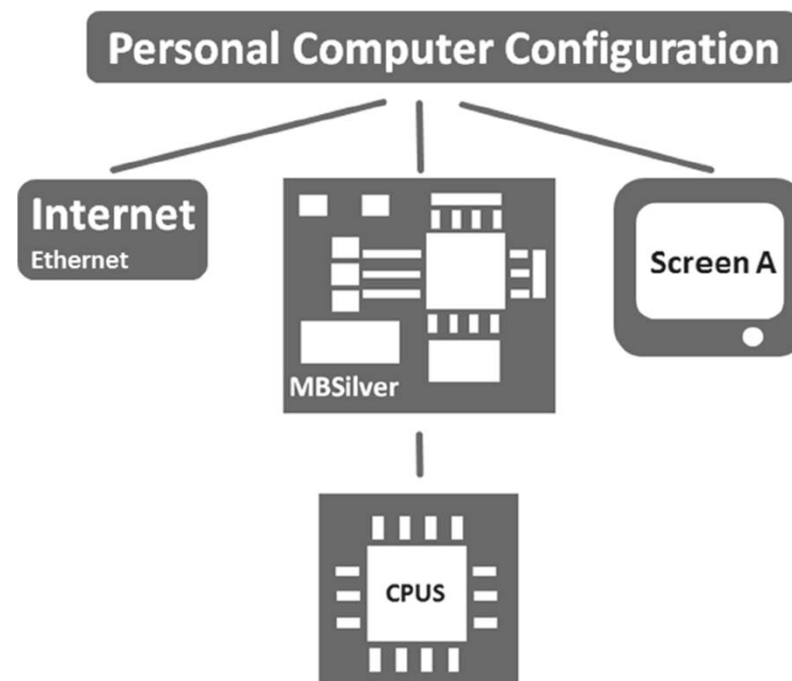 Personal Computer Configuration
Internet
Ethernet
Screen A
MBSilver
CPUS